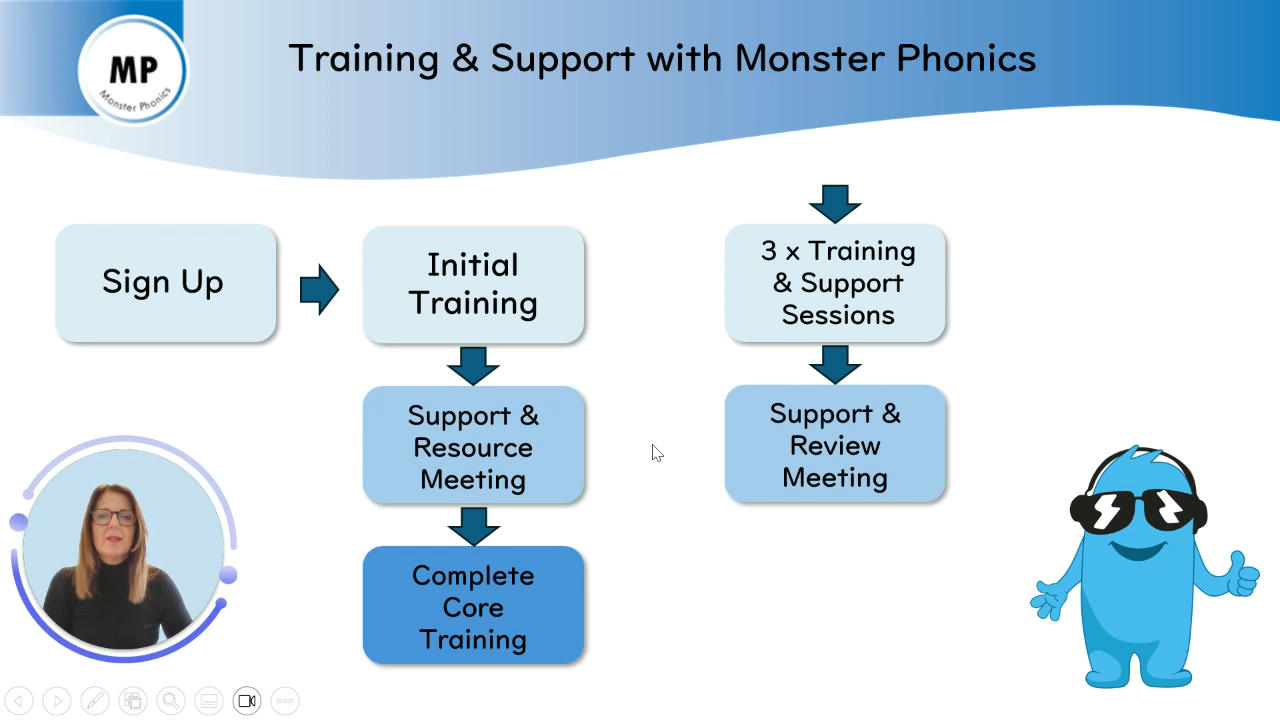 MP
Monster Phonics
Training & Support with Monster Phonics
Sign Up
Initial
Training
Support &
Resource
Meeting
Complete
Core
Training
3 x Training
& Support
Sessions
Support &
Review
Meeting